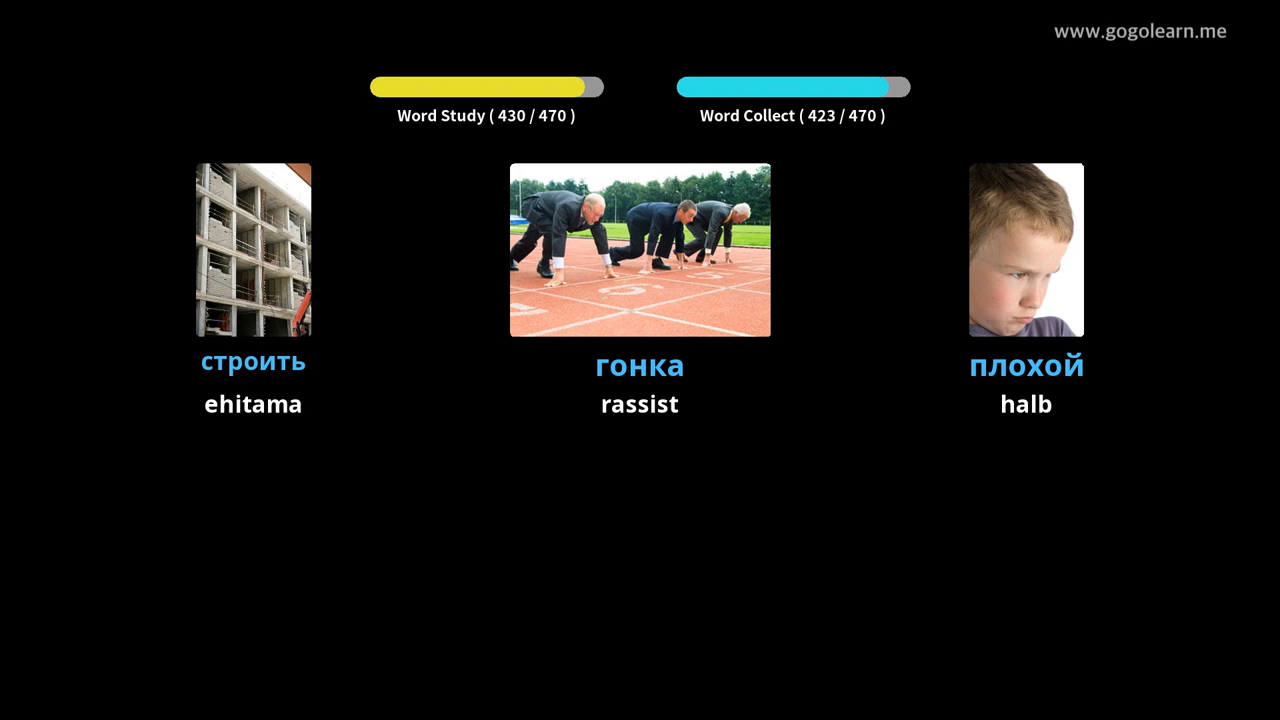 www.gogolearn.me
Word Study ( 430 / 470 )
Word Collect ( 423 / 470 )
строить
гонка
плохой
ehitama
rassist
halb